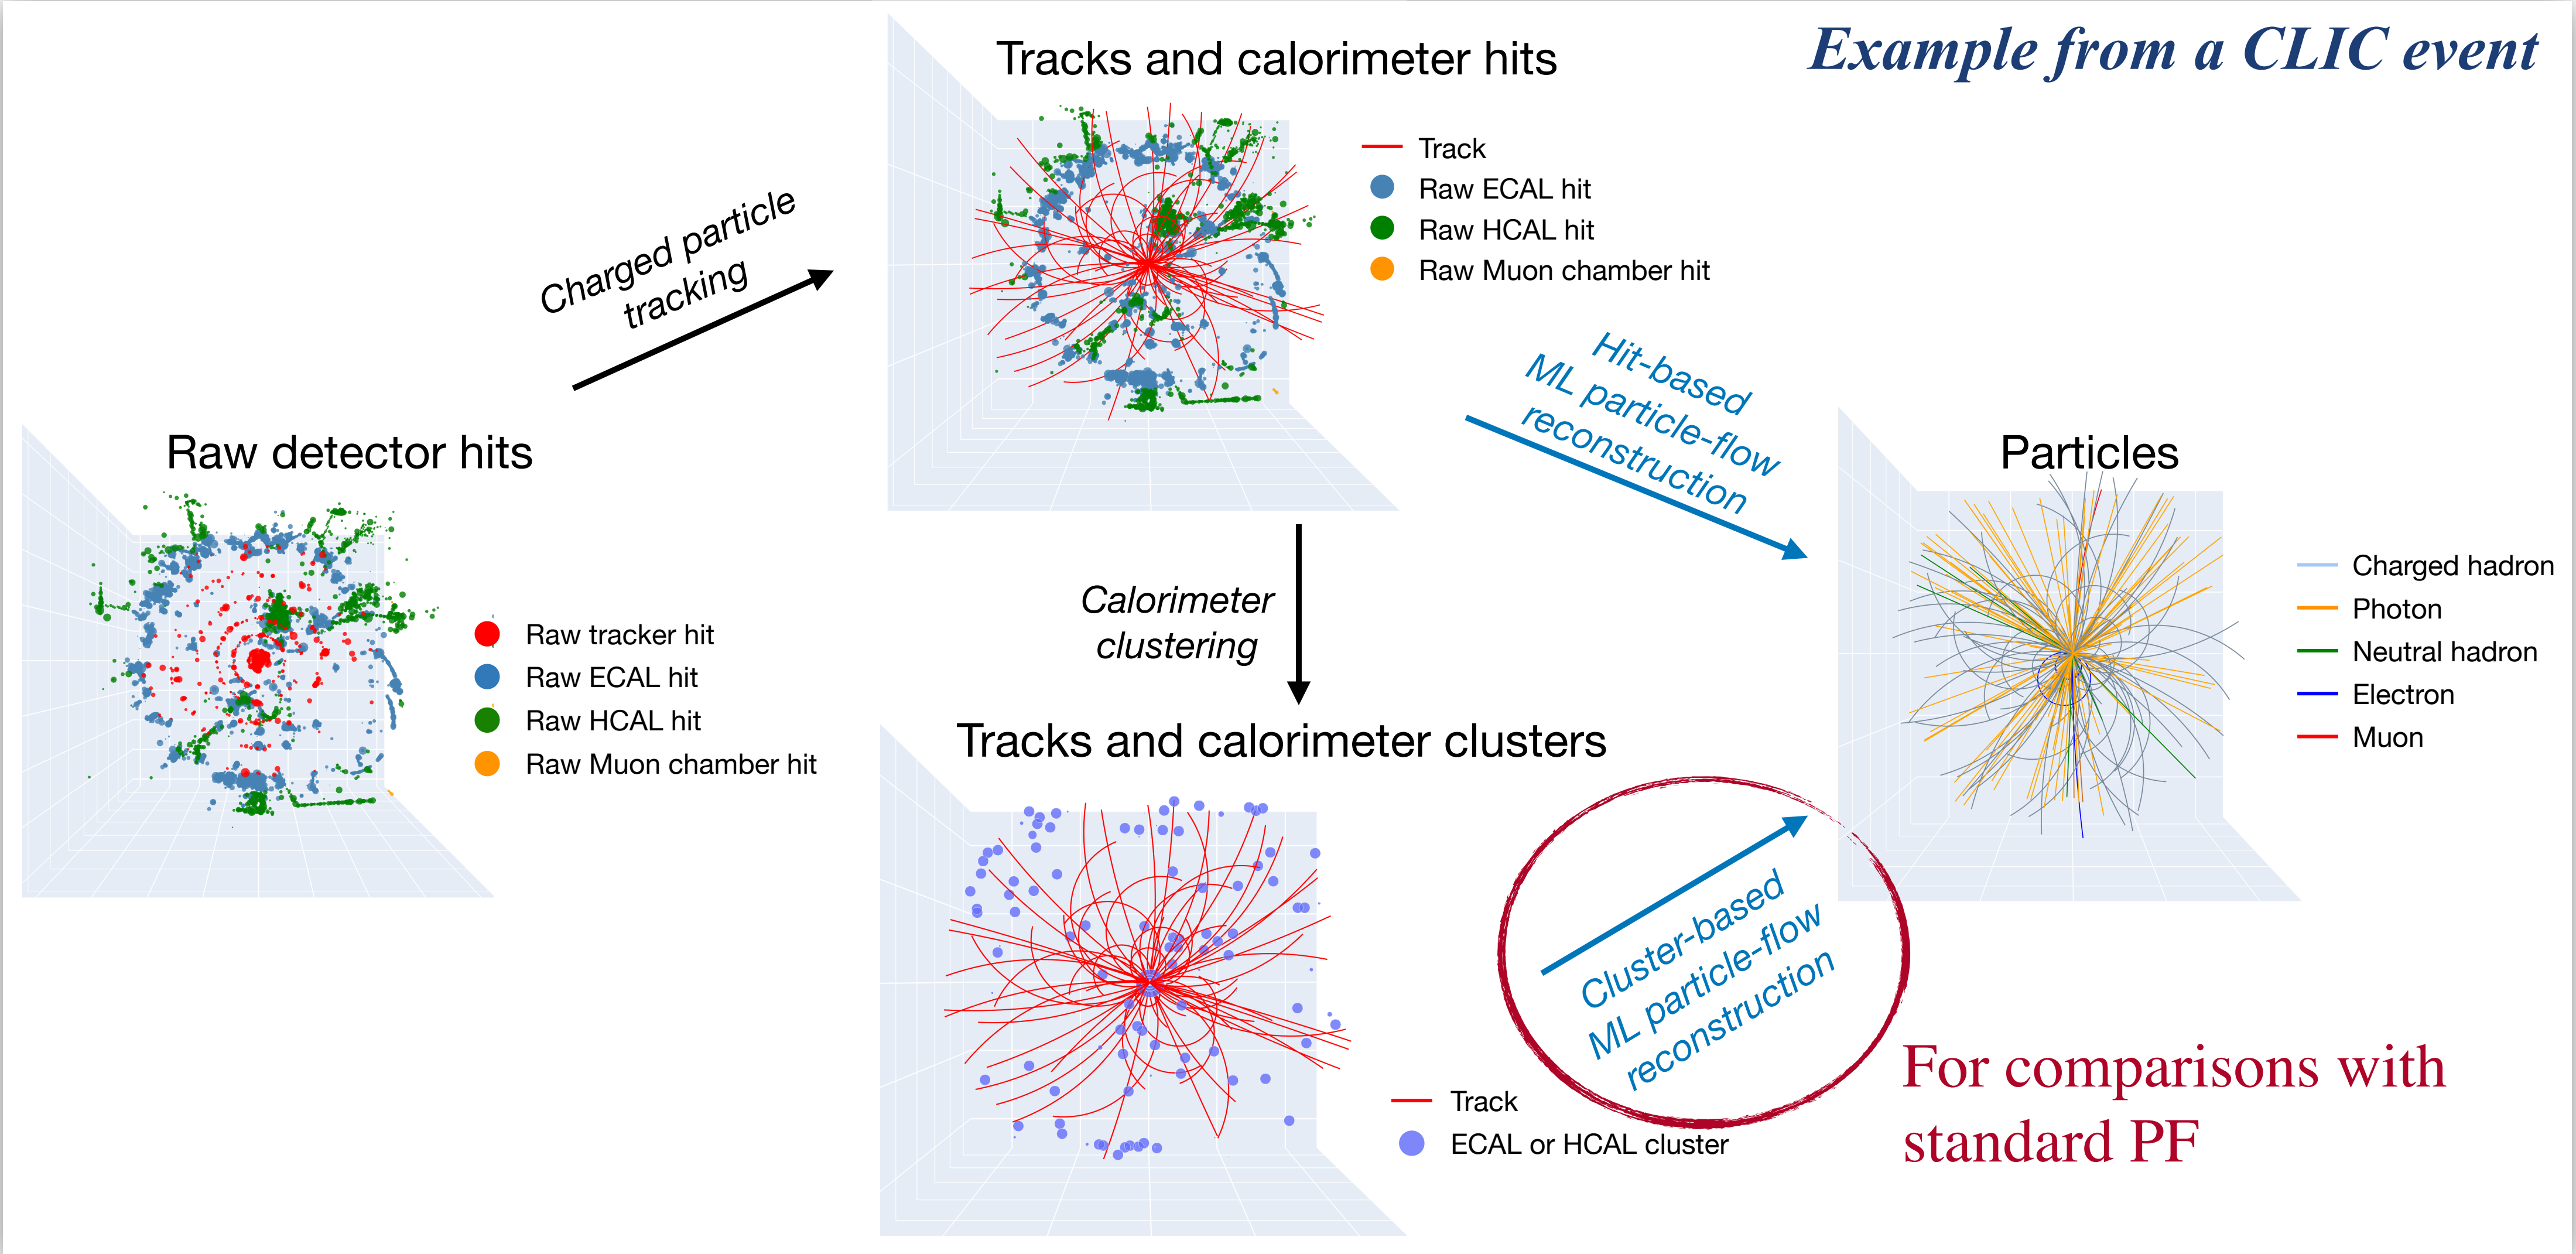 Example from a CLIC event
Tracks and calorimeter hits
Track
Raw ECAL hit
Raw HCAL hit
Raw Muon chamber hit
Charged particle
tracking
Hit-based
ML particle-flow
reconstruction
Raw detector hits
Raw tracker hit
Raw ECAL hit
Raw HCAL hit
Raw Muon chamber hit
Calorimeter
clustering
Particles
Charged hadron
Photon
Neutral hadron
Electron
Muon
Tracks and calorimeter clusters
Track
ECAL or HCAL cluster
Cluster-based
ML particle-flow
reconstruction
For comparisons with
standard PF